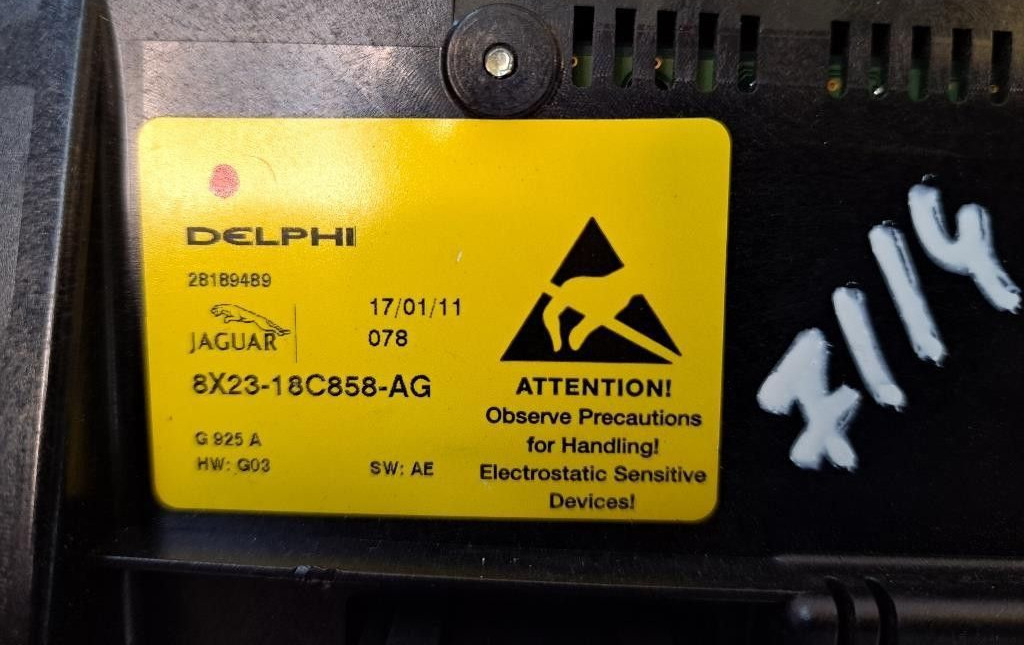 DELPHI
28189489
JAGUAR
17/01/11
078
8X23-18C858-AG
G 925 A
HW: G03
SW: AE
ATTENTION!
Observe Precautions
for Handling!
Electrostatic Sensitive
Devices!